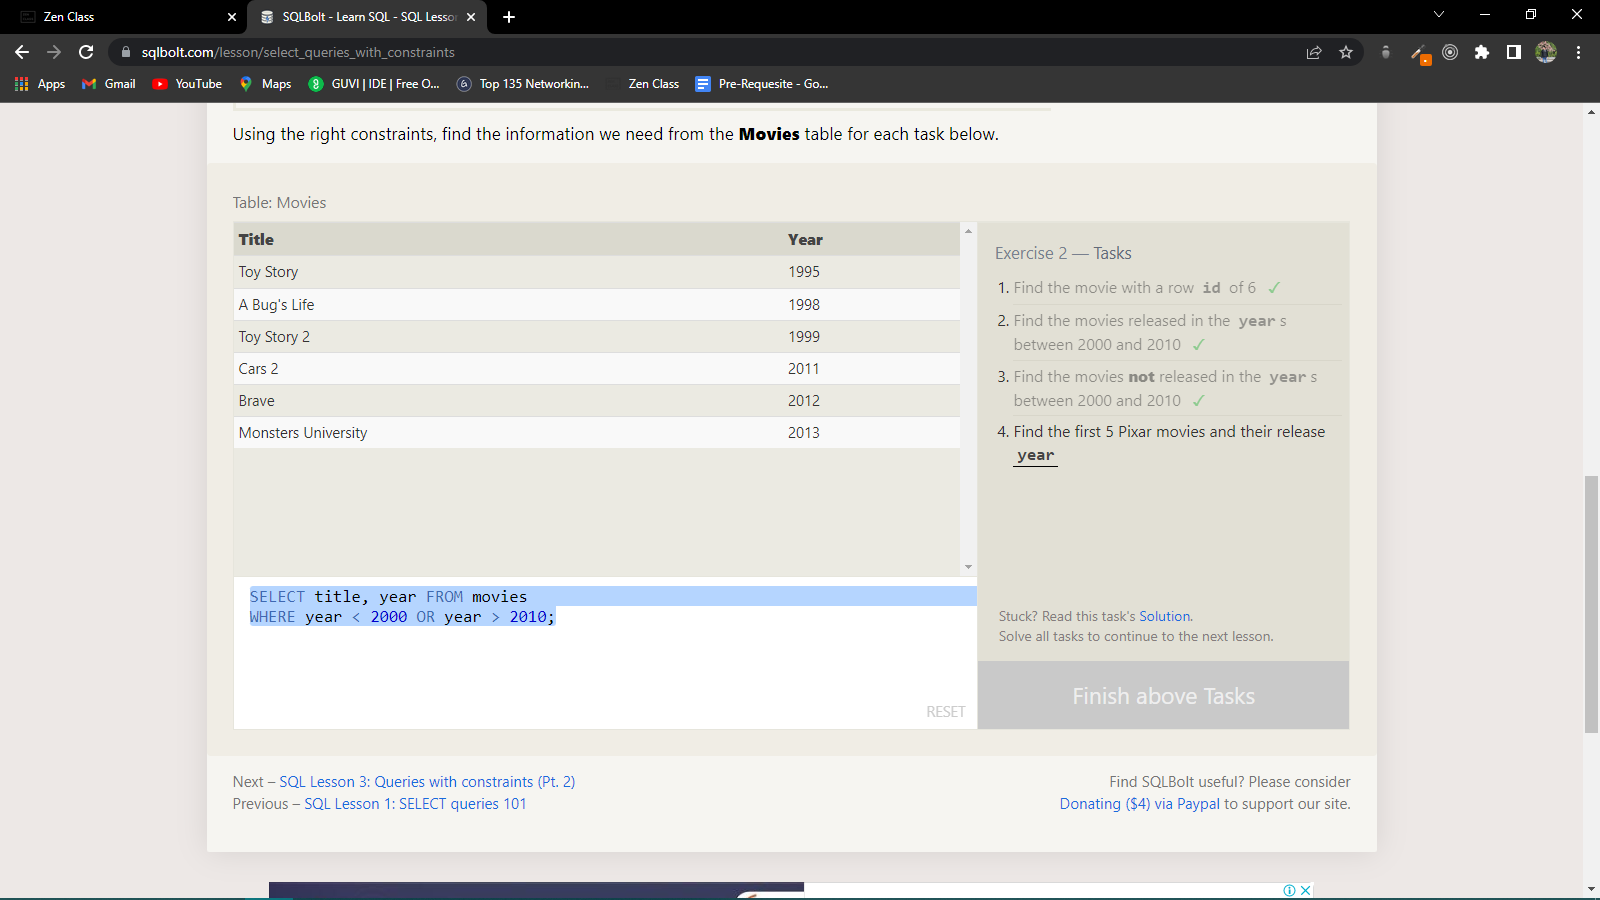 Zen Class
SQLBolt - Learn SQL - SQL Lesson
sqlbolt.com/lesson/select_queries_with_constraints
Apps
Gmail
YouTube
Maps
GUVI | IDE | Free O...
Top 135 Networkin...
Zen Class
Pre-Requesite - Go...
Using the right constraints, find the information we need from the Movies table for each task below.
Table: Movies
Title Year
Toy Story 1995
A Bug's Life 1998
Toy Story 2 1999
Cars 2 2011
Brave 2012
Monsters University 2013
SELECT title, year FROM movies
WHERE year < 2000 OR year > 2010;
RESET
Exercise 2 — Tasks
1. Find the movie with a row id of 6 ✓
2. Find the movies released in the year s
between 2000 and 2010 ✓
3. Find the movies not released in the year s
between 2000 and 2010 ✓
4. Find the first 5 Pixar movies and their release
year
Stuck? Read this task's Solution.
Solve all tasks to continue to the next lesson.
Finish above Tasks
Next – SQL Lesson 3: Queries with constraints (Pt. 2)
Previous – SQL Lesson 1: SELECT queries 101
Find SQLBolt useful? Please consider
Donating ($4) via Paypal to support our site.